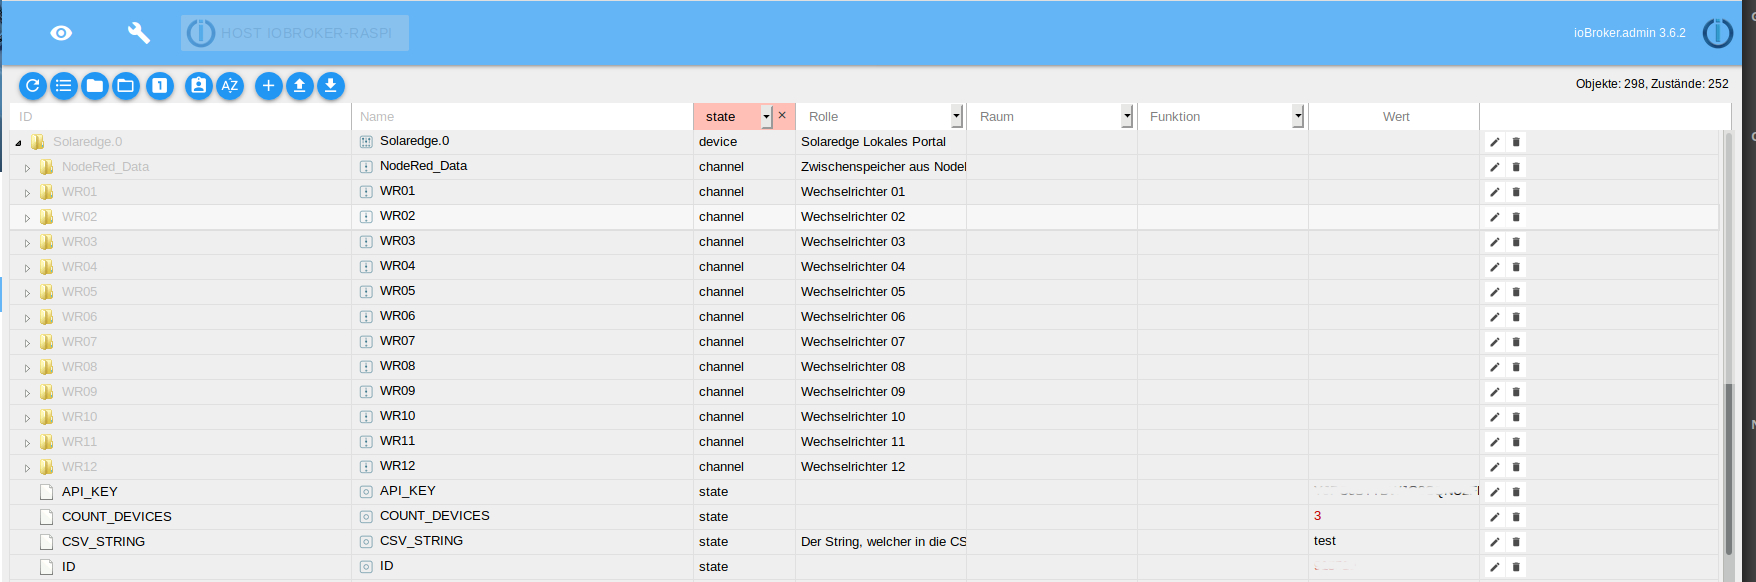 HOST IOBROKER-RASPI
ioBroker.admin 3.6.2
Objekte: 298, Zustände: 252
ID Name state Rolle Raum Funktion Wert
Solaredge.0 Solaredge.0 device Solaredge Lokales Portal
NodeRed_Data NodeRed_Data channel Zwischenspeicher aus
WR01 WR01 channel Wechselrichter 01
WR02 WR02 channel Wechselrichter 02
WR03 WR03 channel Wechselrichter 03
WR04 WR04 channel Wechselrichter 04
WR05 WR05 channel Wechselrichter 05
WR06 WR06 channel Wechselrichter 06
WR07 WR07 channel Wechselrichter 07
WR08 WR08 channel Wechselrichter 08
WR09 WR09 channel Wechselrichter 09
WR10 WR10 channel Wechselrichter 10
WR11 WR11 channel Wechselrichter 11
WR12 WR12 channel Wechselrichter 12
API_KEY API_KEY state
COUNT_DEVICES COUNT_DEVICES state 3
CSV_STRING CSV_STRING state Der String, welcher in die CS test
ID ID state